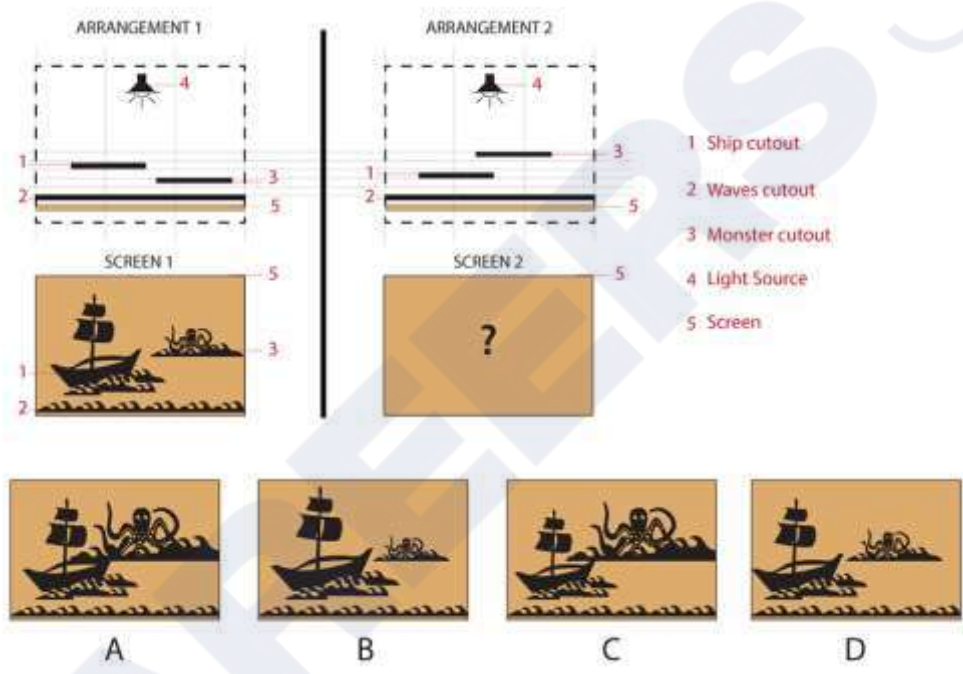 ARRANGEMENT 1
4
1
3
2
5
SCREEN 1
5
3
1
2
ARRANGEMENT 2
4
3
1
2
5
SCREEN 2
5
?
1 Ship cutout
2 Waves cutout
3 Monster cutout
4 Light Source
5 Screen
A
B
C
D
EERS